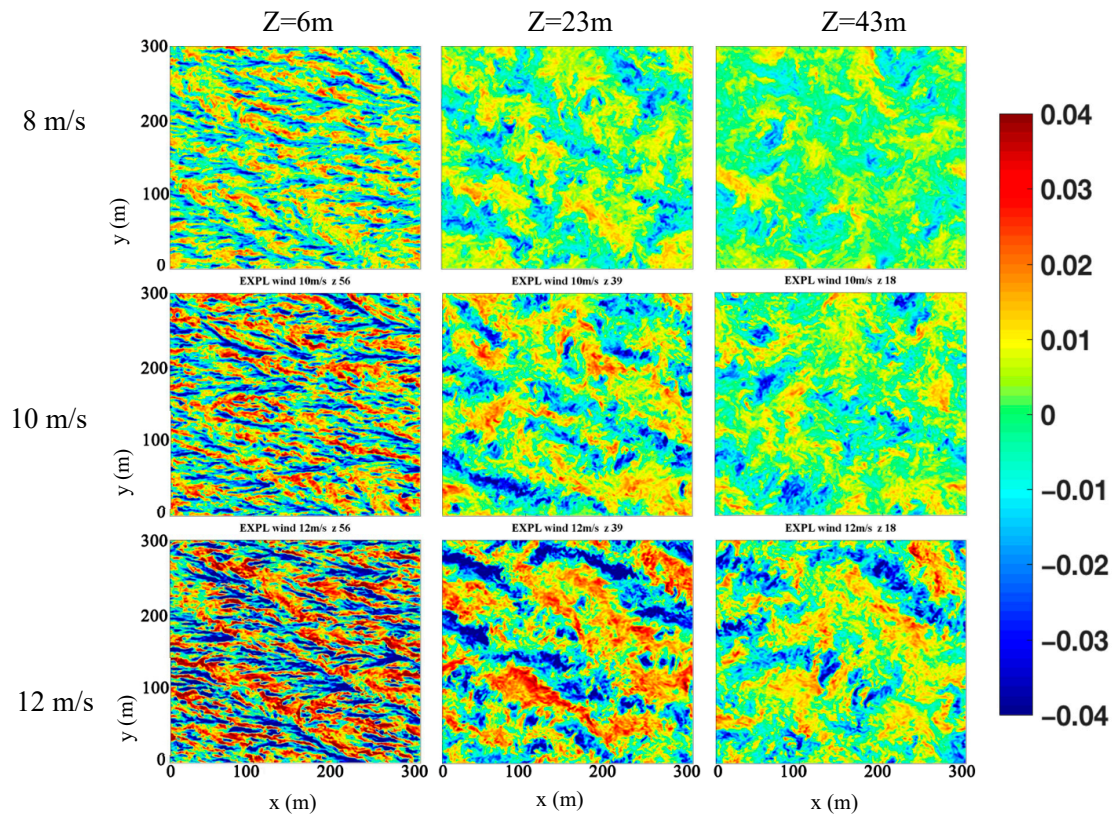 Z=6m Z=23m Z=43m
8 m/s
y (m)
300
200
100
0
0.04
0.03
0.02
0.01
0
−0.01
−0.02
−0.03
−0.04
EXPL wind 10m/s z 56 EXPL wind 10m/s z 39 EXPL wind 10m/s z 18
10 m/s
y (m)
300
200
100
0
EXPL wind 12m/s z 56 EXPL wind 12m/s z 39 EXPL wind 12m/s z 18
12 m/s
y (m)
300
200
100
0
0 100 200 300 0 100 200 300 100 200 300
x (m) x (m) x (m)